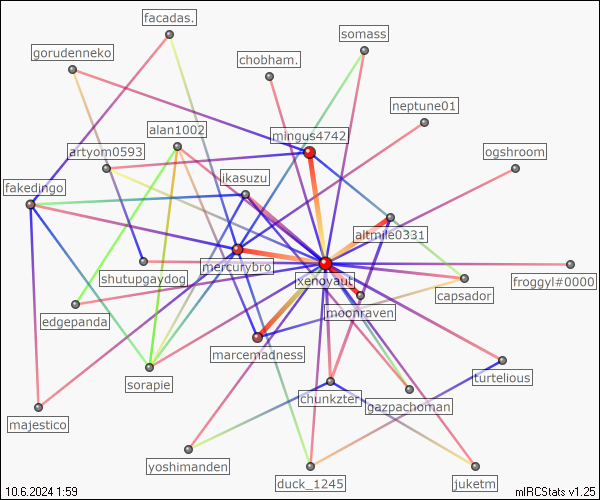 facadas.
somass
gorudenneko
chobham.
neptune01
alan1002
mingus4742
artyom0593
ogshroom
ikasuzu
fakedingo
altmile0331
mercurybro
shutupgaydog
xenoyaut
froggyl#0000
capsador
moonraven
edgepanda
marcemadness
turtelious
sorapie
chunkzter
gazpachoman
majestico
yoshimanden
duck_1245
juketm
10.6.2024 1:59
mIRCStats v1.25